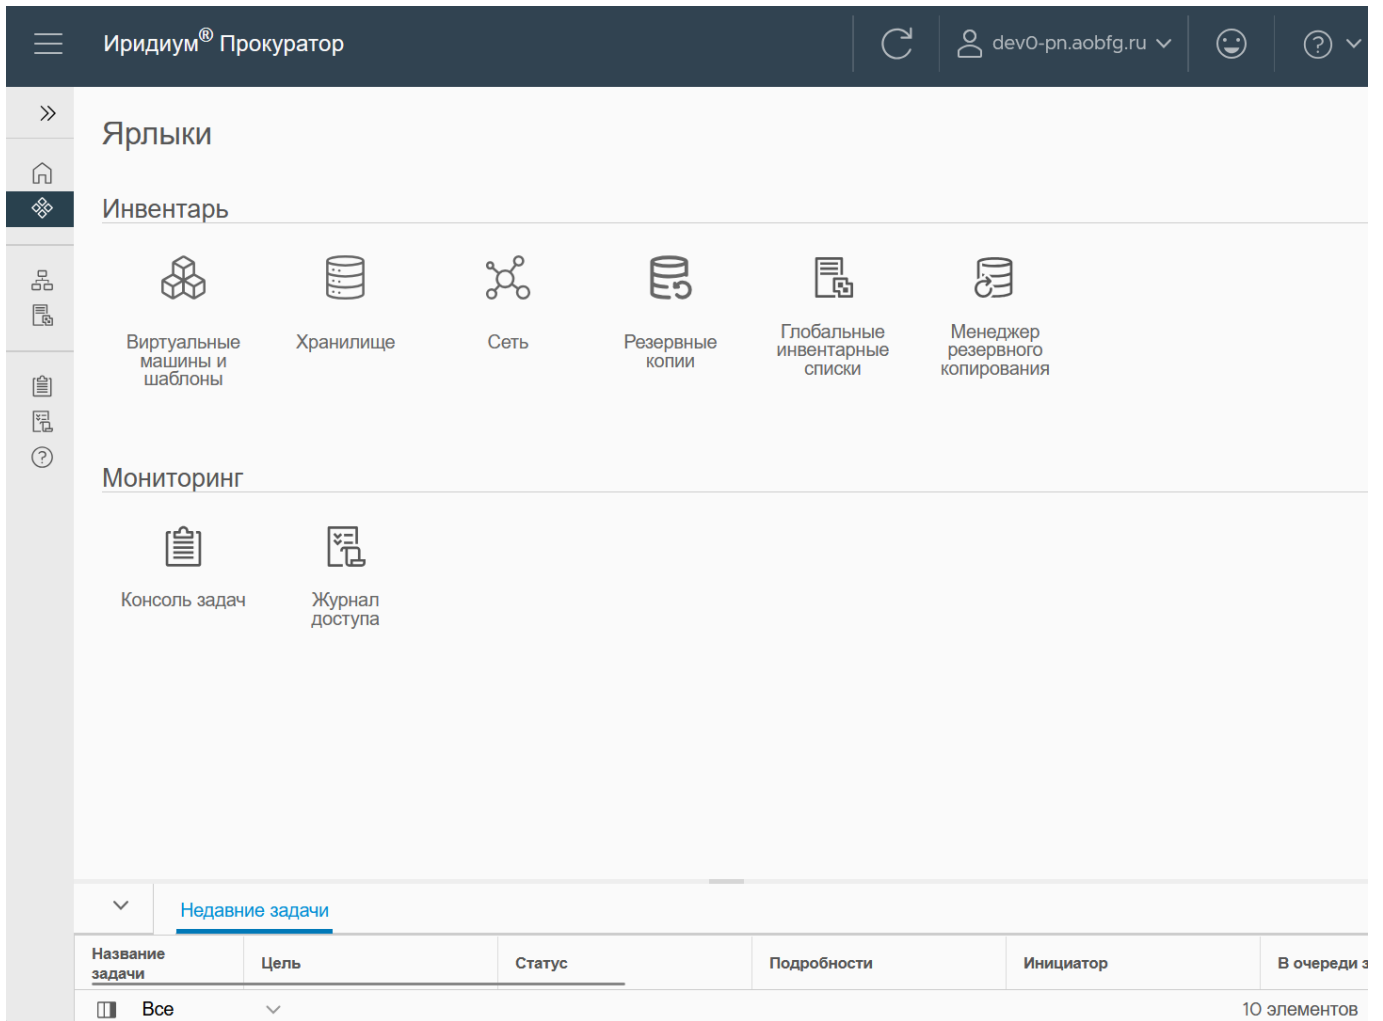 Иридиум® Прокуратор
dev0-pn.aobfg.ru
Ярлыки
Инвентарь
Виртуальные
машины и
шаблоны
Хранилище
Сеть
Резервные
копии
Глобальные
инвентарные
списки
Менеджер
резервного
копирования
Мониторинг
Консоль задач
Журнал
доступа
Недавние задачи
Название
задачи
Цель
Статус
Подробности
Инициатор
В очереди з
Все
10 элементов